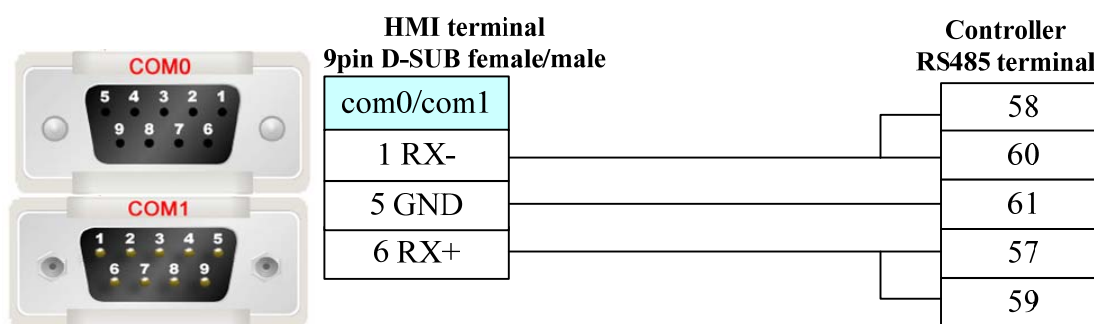 COM0
5 4 3 2 1
9 8 7 6
COM1
1 2 3 4 5
6 7 8 9
HMI terminal
9pin D-SUB female/male
com0/com1
1 RX-
5 GND
6 RX+
Controller
RS485 terminal
58
60
61
57
59